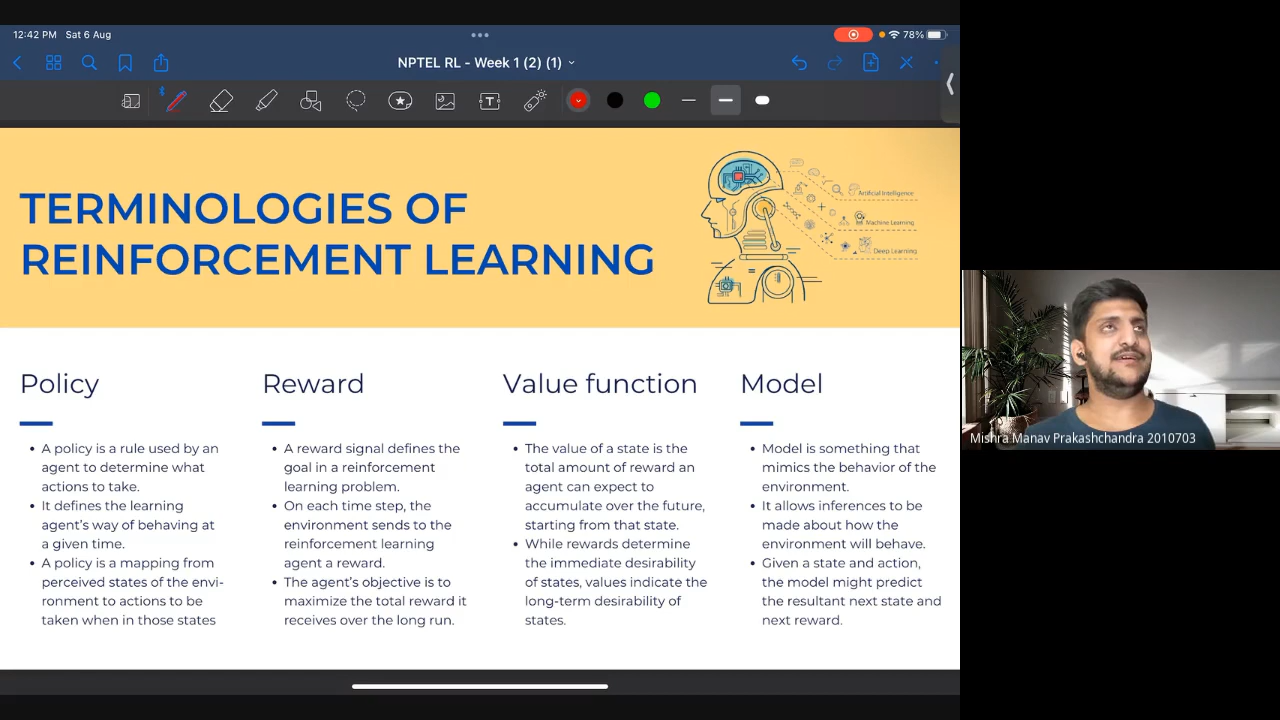 12:42 PM Sat 6 Aug
78%
NPTEL RL - Week 1 (2) (1)
TERMINOLOGIES OF
REINFORCEMENT LEARNING
Artificial Intelligence
Machine Learning
Deep Learning
Policy
• A policy is a rule used by an
agent to determine what
actions to take.
• It defines the learning
agent's way of behaving at
a given time.
• A policy is a mapping from
perceived states of the envi-
ronment to actions to be
taken when in those states
Reward
• A reward signal defines the
goal in a reinforcement
learning problem.
• On each time step, the
environment sends to the
reinforcement learning
agent a reward.
• The agent's objective is to
maximize the total reward it
receives over the long run.
Value function
• The value of a state is the
total amount of reward an
agent can expect to
accumulate over the future,
starting from that state.
• While rewards determine
the immediate desirability
of states, values indicate the
long-term desirability of
states.
Model
• Model is something that
mimics the behavior of the
environment.
• It allows inferences to be
made about how the
environment will behave.
• Given a state and action,
the model might predict
the resultant next state and
next reward.
Mishra Manav Prakashchandra 2010703